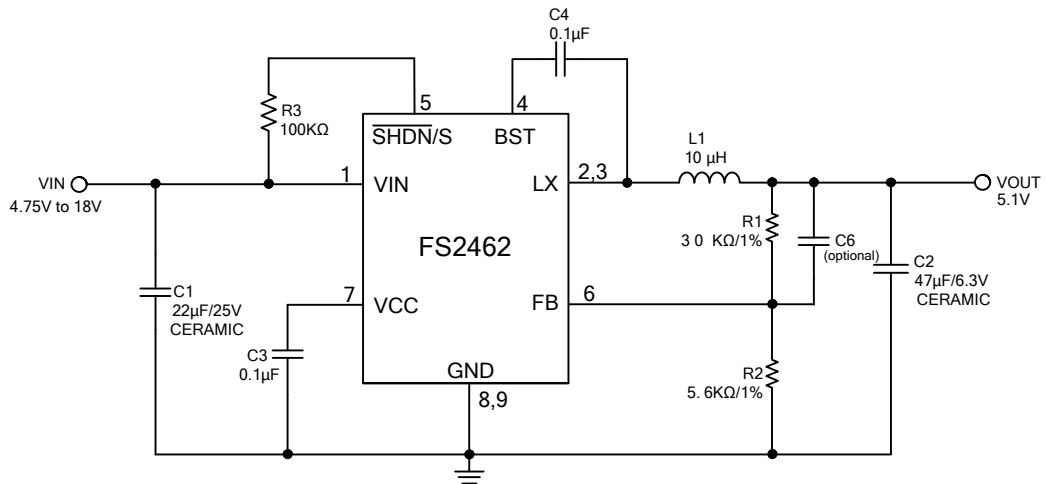 C4
0.1µF
R3
100KΩ
5
4
SHDN/S
BST
L1
10 µH
VIN
4.75V to 18V
1
VIN
LX
2,3
VOUT
5.1V
R1
3 0 KΩ/1%
C6
(optional)
FS2462
C2
47µF/6.3V
CERAMIC
C1
22µF/25V
CERAMIC
7
VCC
FB
6
C3
0.1µF
GND
8,9
R2
5. 6KΩ/1%